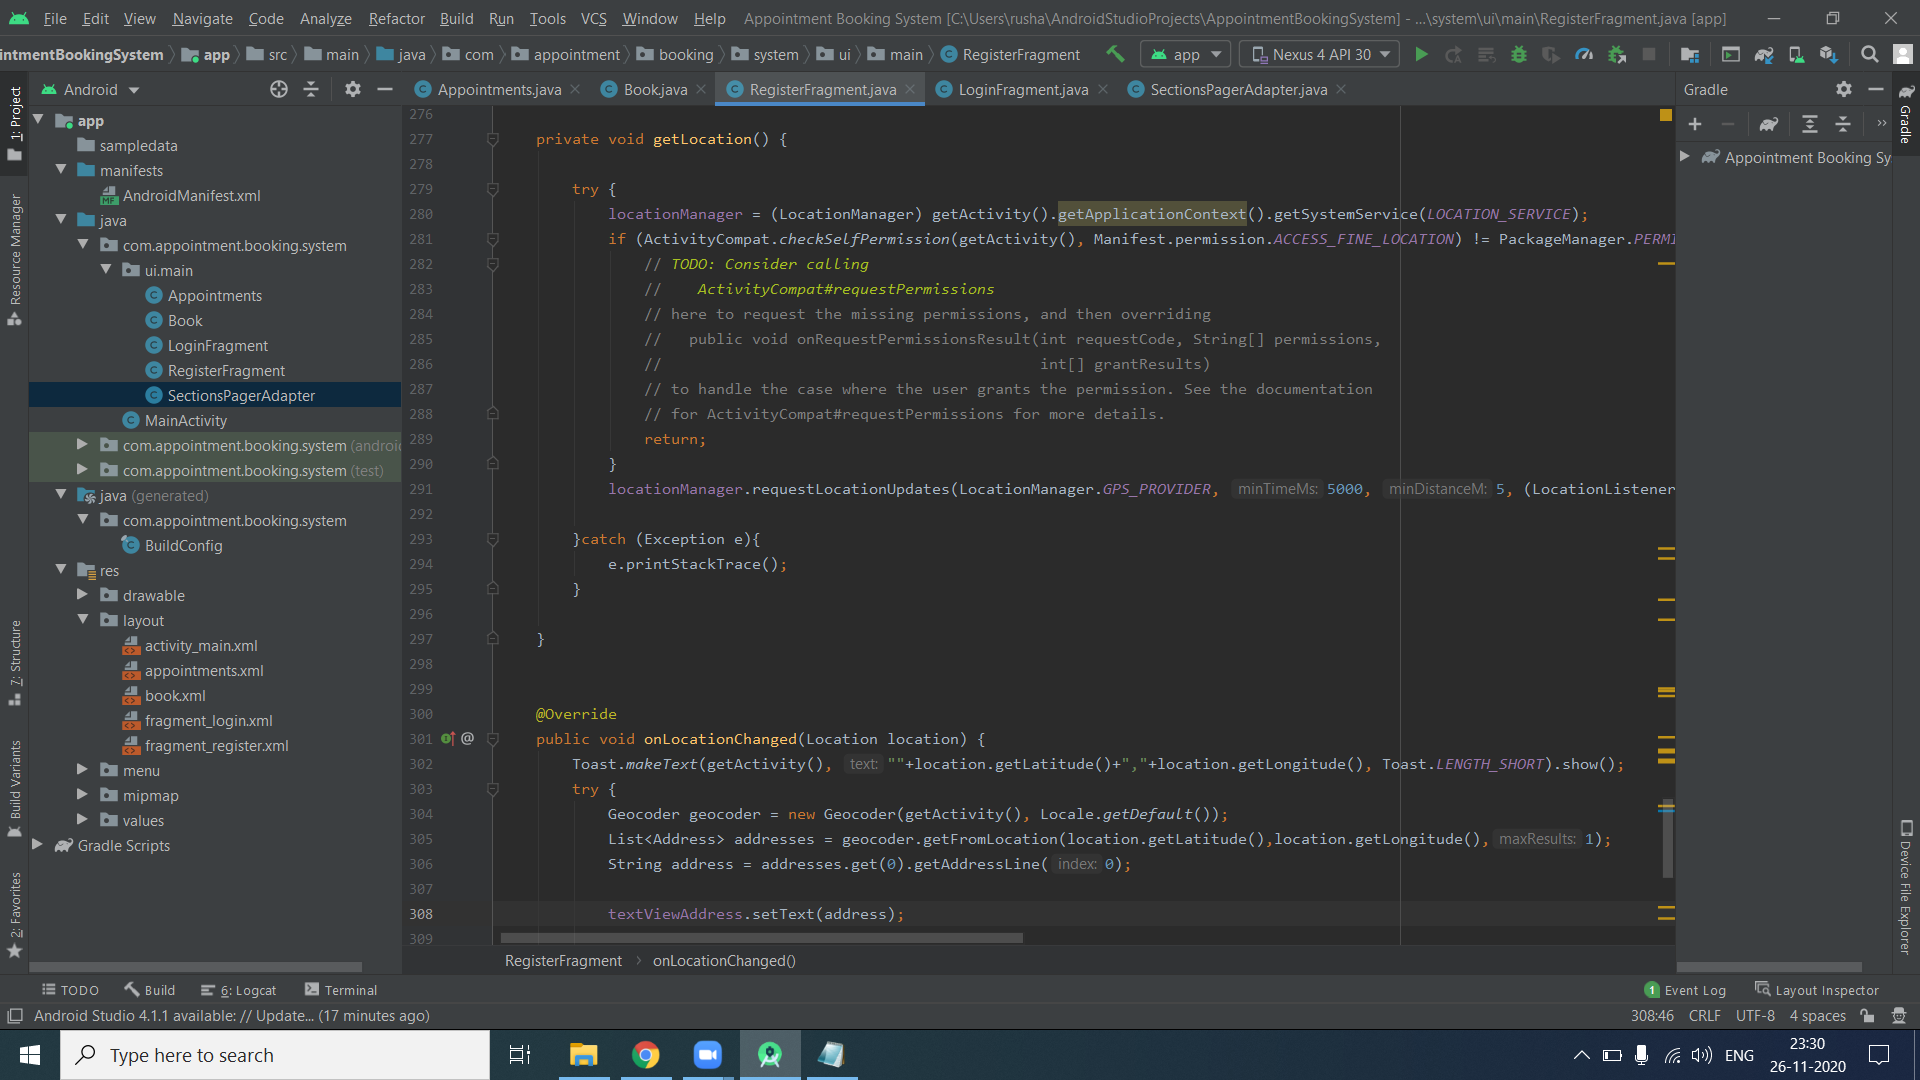 File Edit View Navigate Code Analyze Refactor Build Run Tools VCS Window Help Appointment Booking System [C:\Users\rusha\AndroidStudioProjects\AppointmentBookingSystem] - ...\system\ui\main\RegisterFragment.java [app]
intmentBookingSystem app src main java com appointment booking system ui main RegisterFragment app Nexus 4 API 30
Android Appointments.java Book.java RegisterFragment.java LoginFragment.java SectionsPagerAdapter.java Gradle
1: Project
Resource Manager
7: Structure
Build Variants
2: Favorites
app
sampledata
manifests
AndroidManifest.xml
java
com.appointment.booking.system
ui.main
Appointments
Book
LoginFragment
RegisterFragment
SectionsPagerAdapter
MainActivity
com.appointment.booking.system (androi
com.appointment.booking.system (test)
java (generated)
com.appointment.booking.system
BuildConfig
res
drawable
layout
activity_main.xml
appointments.xml
book.xml
fragment_login.xml
fragment_register.xml
menu
mipmap
values
Gradle Scripts
276
277 private void getLocation() {
278
279 try {
280 locationManager = (LocationManager) getActivity().getApplicationContext().getSystemService(LOCATION_SERVICE);
281 if (ActivityCompat.checkSelfPermission(getActivity(), Manifest.permission.ACCESS_FINE_LOCATION) != PackageManager.PERMI
282 // TODO: Consider calling
283 // ActivityCompat#requestPermissions
284 // here to request the missing permissions, and then overriding
285 // public void onRequestPermissionsResult(int requestCode, String[] permissions,
286 // int[] grantResults)
287 // to handle the case where the user grants the permission. See the documentation
288 // for ActivityCompat#requestPermissions for more details.
289 return;
290 }
291 locationManager.requestLocationUpdates(LocationManager.GPS_PROVIDER, minTimeMs: 5000, minDistanceM: 5, (LocationListener
292
293 }catch (Exception e){
294 e.printStackTrace();
295 }
296
297 }
298
299
300 @Override
301 @ public void onLocationChanged(Location location) {
302 Toast.makeText(getActivity(), text: ""+location.getLatitude()+","+location.getLongitude(), Toast.LENGTH_SHORT).show();
303 try {
304 Geocoder geocoder = new Geocoder(getActivity(), Locale.getDefault());
305 List<Address> addresses = geocoder.getFromLocation(location.getLatitude(),location.getLongitude(), maxResults: 1);
306 String address = addresses.get(0).getAddressLine( index: 0);
307
308 textViewAddress.setText(address);
309
RegisterFragment onLocationChanged()
Appointment Booking Sy
Gradle
Device File Explorer
TODO Build 6: Logcat Terminal 1 Event Log Layout Inspector
Android Studio 4.1.1 available: // Update... (17 minutes ago) 308:46 CRLF UTF-8 4 spaces
Type here to search ENG 23:30
26-11-2020